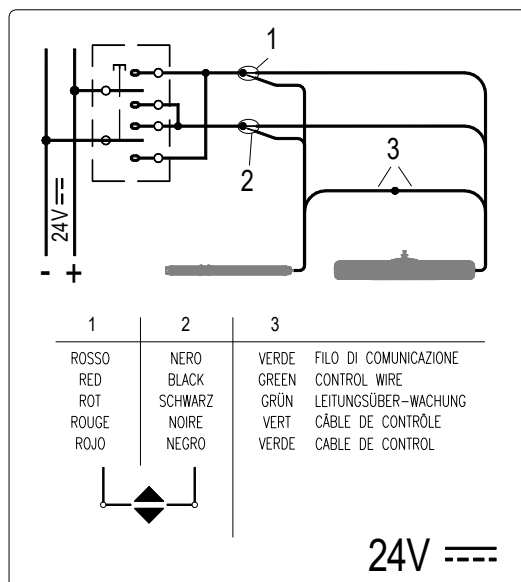 1
2
3
24V
- +
1 2 3
ROSSO NERO VERDE FILO DI COMUNICAZIONE
RED BLACK GREEN CONTROL WIRE
ROT SCHWARZ GRÜN LEITUNGSÜBER-WACHUNG
ROUGE NOIRE VERT CÂBLE DE CONTRÔLE
ROJO NEGRO VERDE CABLE DE CONTROL
24V